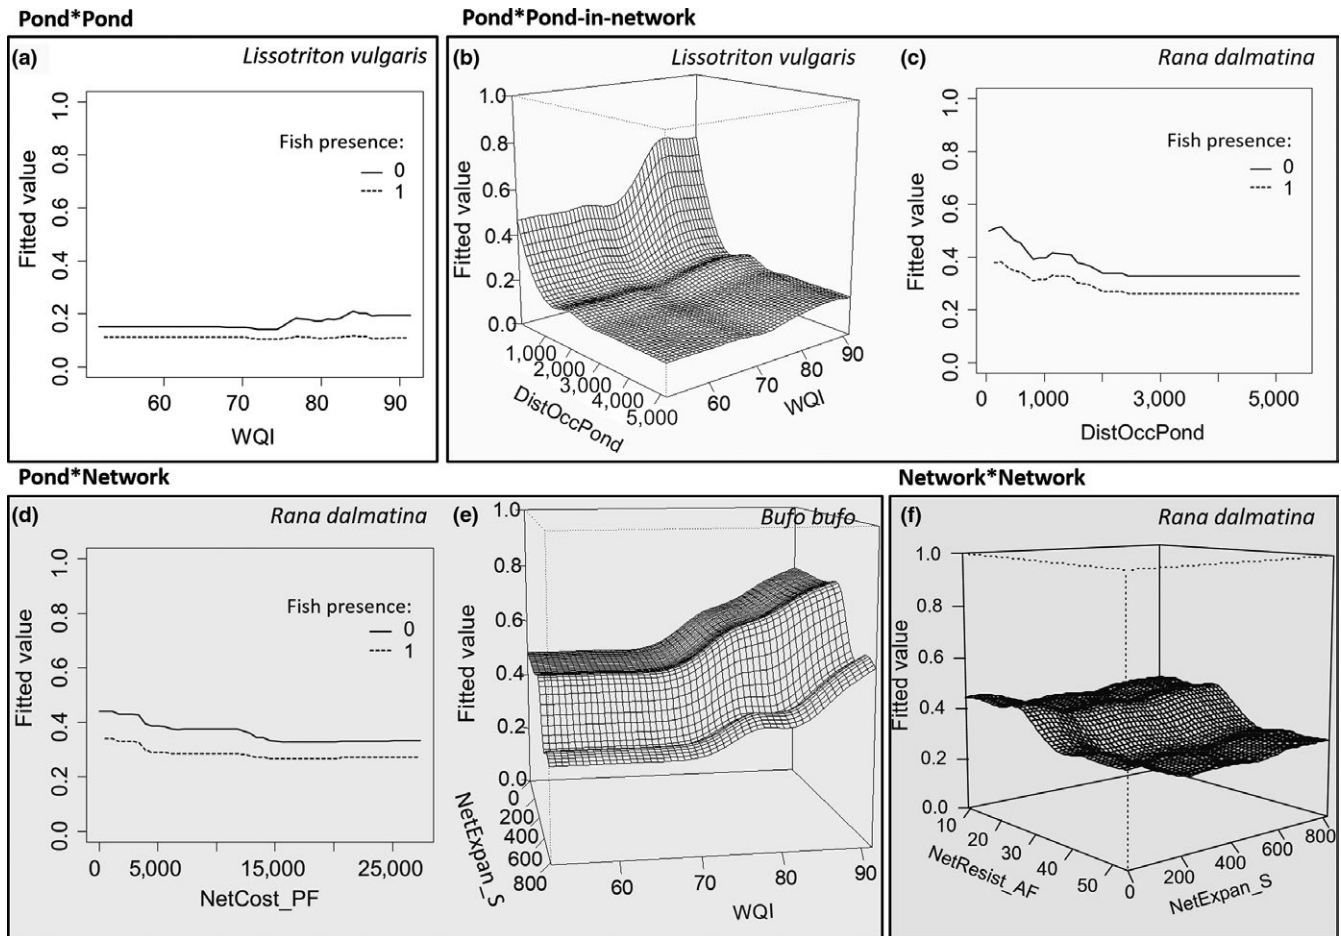 Pond*Pond
Pond*Pond-in-network
(a)
Lissotriton vulgaris
Fitted value
1.0
0.8
0.6
0.4
0.2
0.0
Fish presence:
0
1
60 70 80 90
WQI
(b)
Lissotriton vulgaris
Fitted value
1.0
0.8
0.6
0.4
0.2
0.0
1,000
2,000
3,000
4,000
5,000
DistOccPond
60
70
80
90
WQI
(c)
Rana dalmatina
Fitted value
1.0
0.8
0.6
0.4
0.2
0.0
Fish presence:
0
1
0 1,000 3,000 5,000
DistOccPond
Pond*Network
Network*Network
(d)
Rana dalmatina
Fitted value
1.0
0.8
0.6
0.4
0.2
0.0
Fish presence:
0
1
0 5,000 15,000 25,000
NetCost_PF
(e)
Bufo bufo
Fitted value
1.0
0.8
0.6
0.4
0.2
0.0
0
200
400
600
800
NetExpan_S
60 70 80 90
WQI
(f)
Rana dalmatina
Fitted value
1.0
0.8
0.6
0.4
0.2
0.0
10
20
30
40
50
NetResist_AF
0
200
400
600
800
NetExpan_S